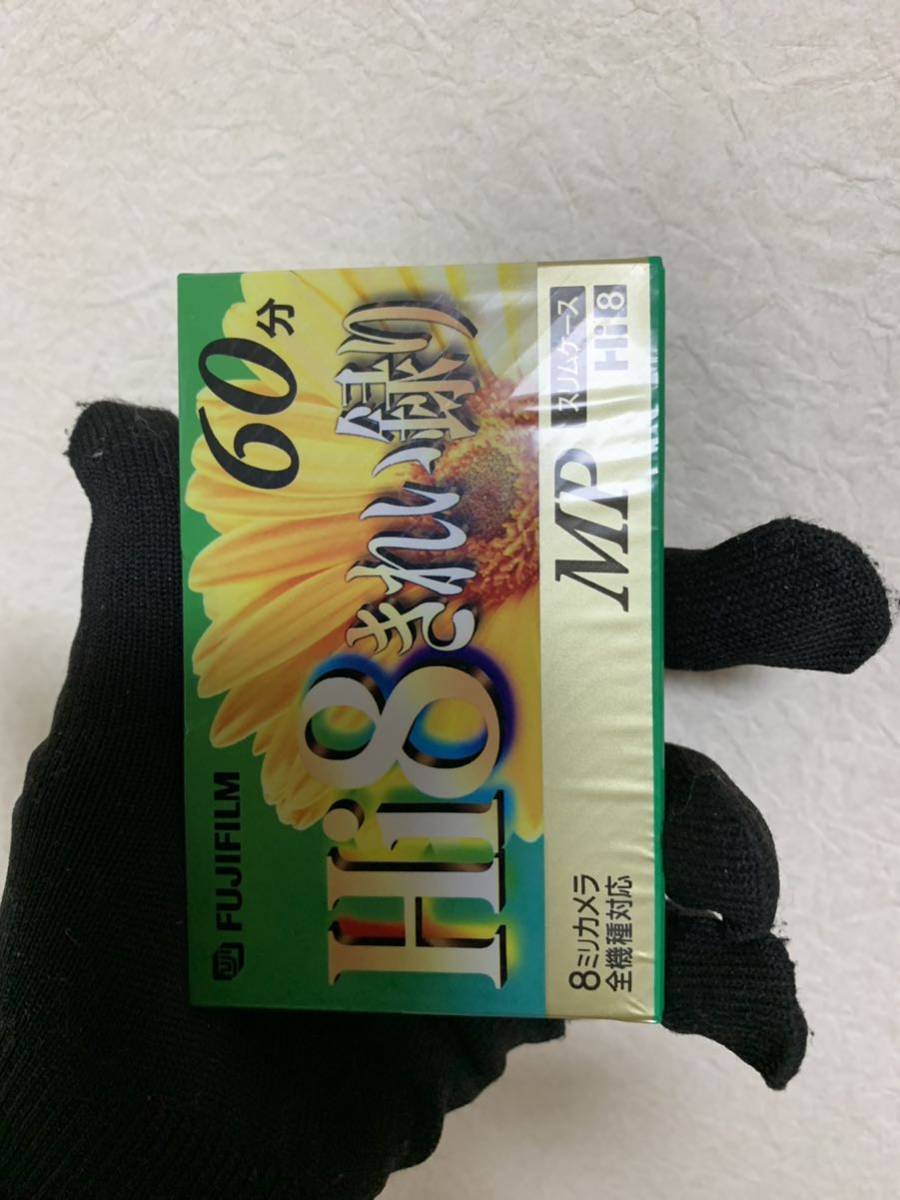 FUJI FUJIFILM
60分
Hi8きれい録り
MP
スリムケース
Hi8
8ミリカメラ
全機種対応